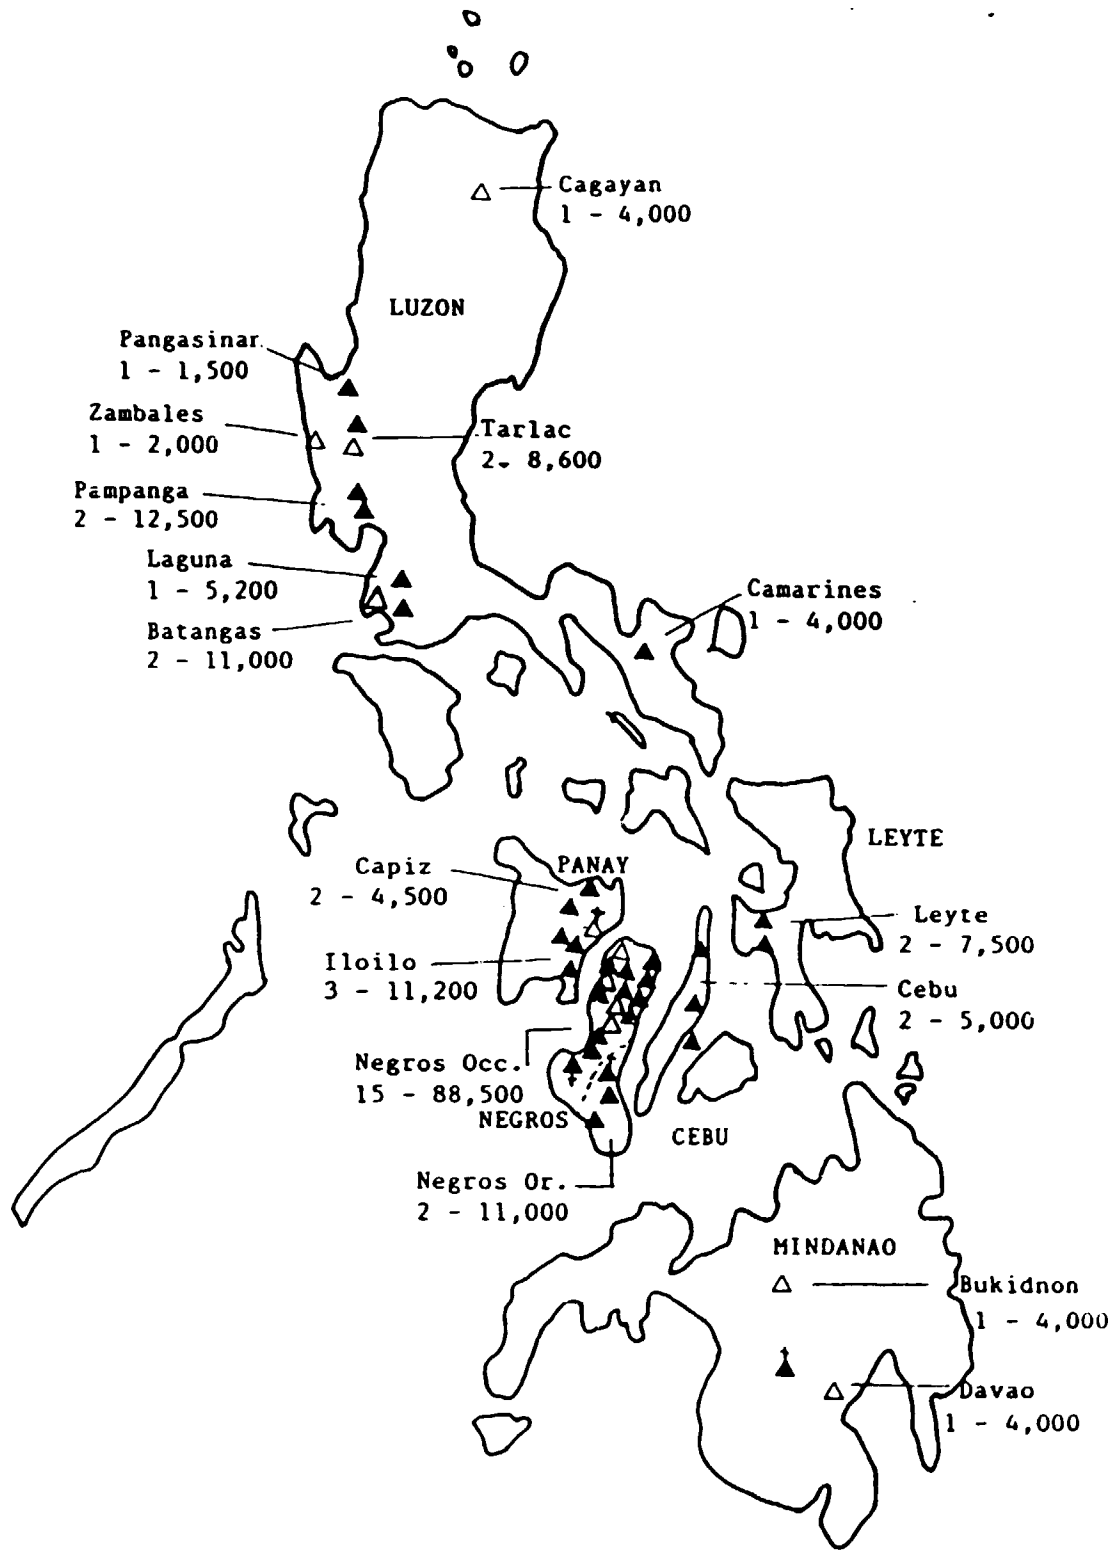 Cagayan
1 - 4,000
LUZON
Pangasinar
1 - 1,500
Zambales
1 - 2,000
Tarlac
2- 8,600
Pampanga
2 - 12,500
Laguna
1 - 5,200
Batangas
2 - 11,000
Camarines
1 - 4,000
LEYTE
PANAY
Capiz
2 - 4,500
Leyte
2 - 7,500
Iloilo
3 - 11,200
Cebu
2 - 5,000
Negros Occ.
15 - 88,500
NEGROS
CEBU
Negros Or.
2 - 11,000
MINDANAO
Bukidnon
1 - 4,000
Davao
1 - 4,000